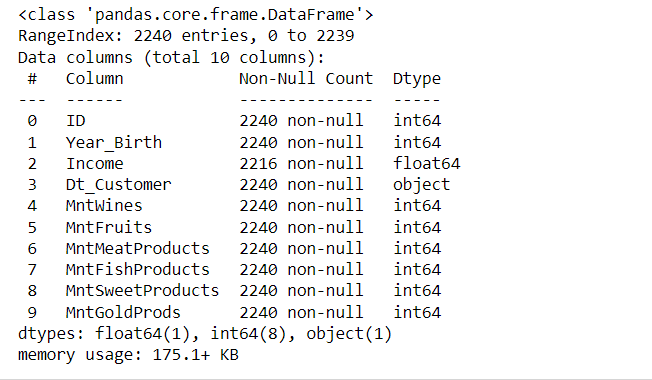 <class 'pandas.core.frame.DataFrame'>
RangeIndex: 2240 entries, 0 to 2239
Data columns (total 10 columns):
 #   Column           Non-Null Count  Dtype
---  ------           --------------  -----
 0   ID               2240 non-null   int64
 1   Year_Birth       2240 non-null   int64
 2   Income           2216 non-null   float64
 3   Dt_Customer      2240 non-null   object
 4   MntWines         2240 non-null   int64
 5   MntFruits        2240 non-null   int64
 6   MntMeatProducts  2240 non-null   int64
 7   MntFishProducts  2240 non-null   int64
 8   MntSweetProducts 2240 non-null   int64
 9   MntGoldProds     2240 non-null   int64
dtypes: float64(1), int64(8), object(1)
memory usage: 175.1+ KB